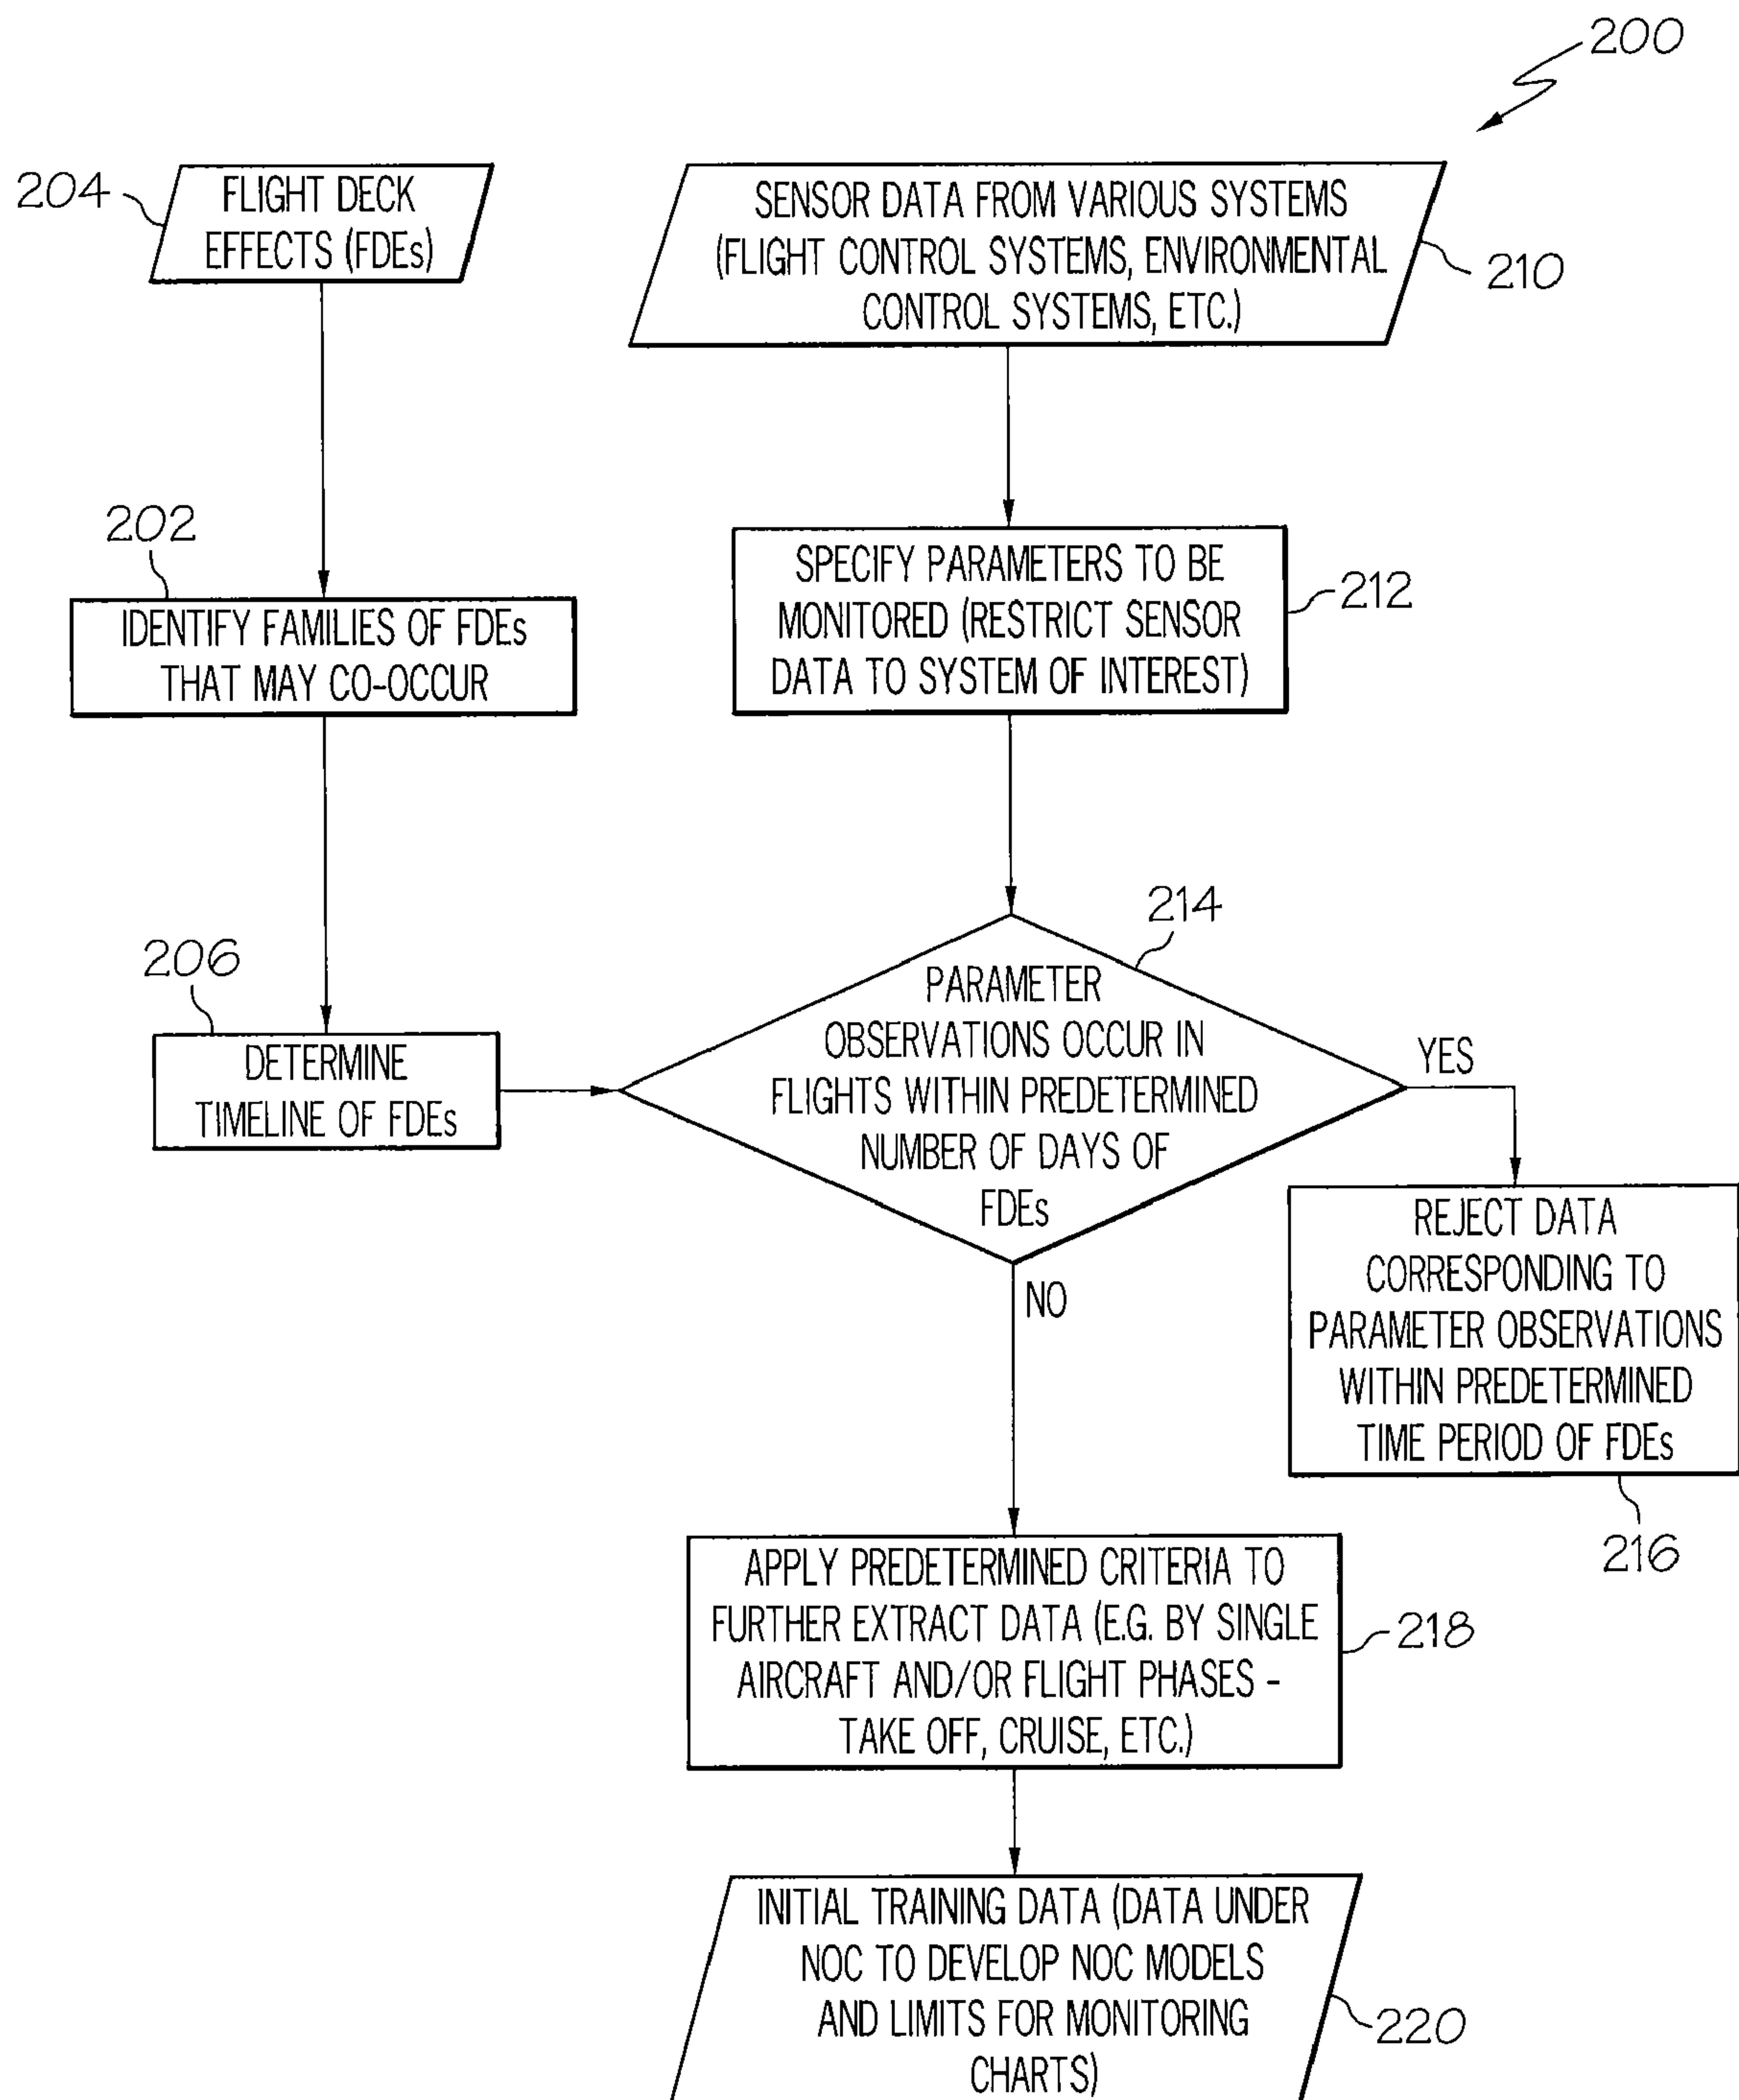 200
204
FLIGHT DECK
EFFECTS (FDEs)
SENSOR DATA FROM VARIOUS SYSTEMS
(FLIGHT CONTROL SYSTEMS, ENVIRONMENTAL
CONTROL SYSTEMS, ETC.)
210
202
IDENTIFY FAMILIES OF FDEs
THAT MAY CO-OCCUR
SPECIFY PARAMETERS TO BE
MONITORED (RESTRICT SENSOR
DATA TO SYSTEM OF INTEREST)
212
206
DETERMINE
TIMELINE OF FDEs
214
PARAMETER
OBSERVATIONS OCCUR IN
FLIGHTS WITHIN PREDETERMINED
NUMBER OF DAYS OF
FDEs
YES
NO
REJECT DATA
CORRESPONDING TO
PARAMETER OBSERVATIONS
WITHIN PREDETERMINED
TIME PERIOD OF FDEs
216
APPLY PREDETERMINED CRITERIA TO
FURTHER EXTRACT DATA (E.G. BY SINGLE
AIRCRAFT AND/OR FLIGHT PHASES –
TAKE OFF, CRUISE, ETC.)
218
INITIAL TRAINING DATA (DATA UNDER
NOC TO DEVELOP NOC MODELS
AND LIMITS FOR MONITORING
CHARTS)
220